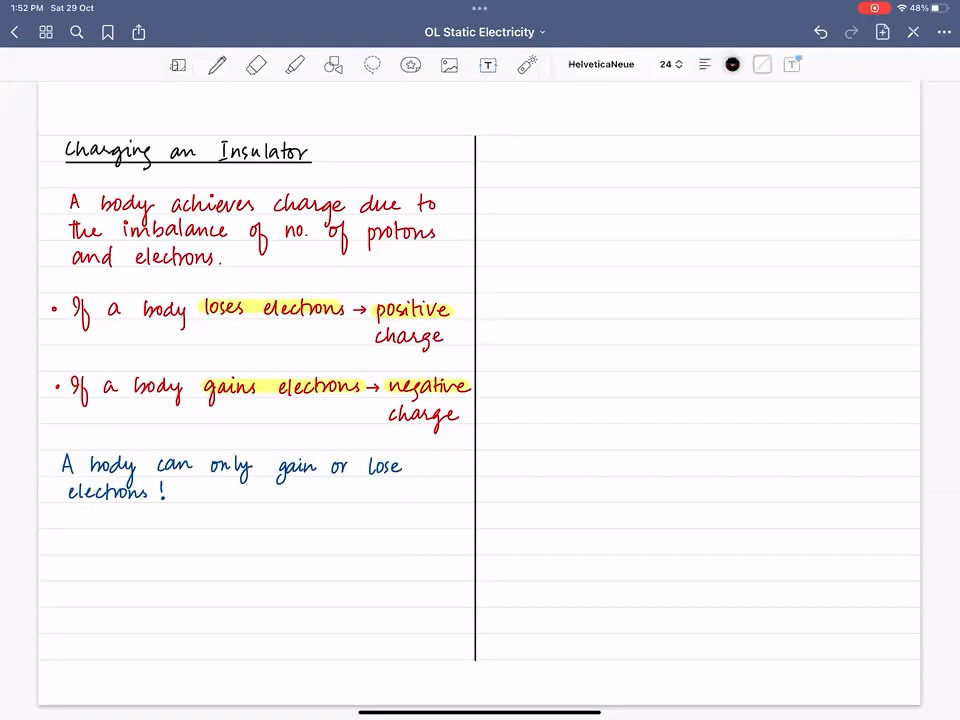 1:52 PM Sat 29 Oct
48%
OL Static Electricity
HelveticaNeue 24
Charging an Insulator
A body achieves charge due to
the imbalance of no. of protons
and electrons.
• If a body loses electrons → positive
charge
• If a body gains electrons → negative
charge
A body can only gain or lose
electrons !